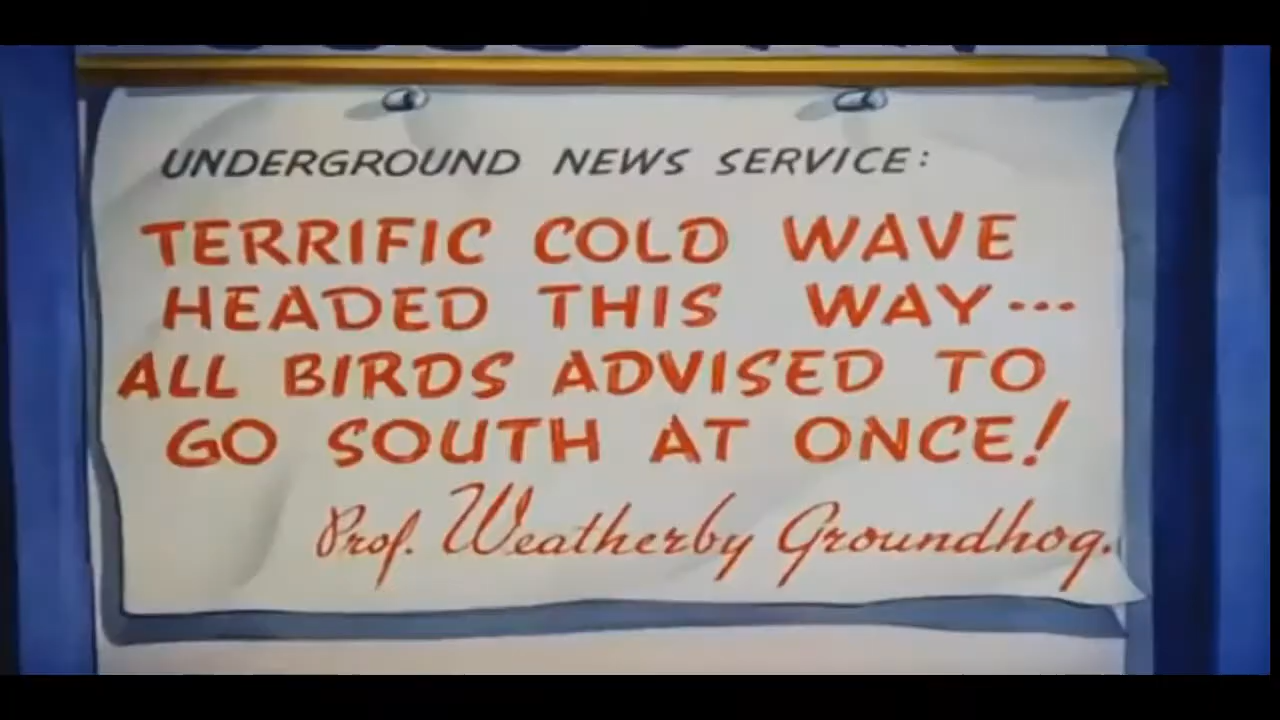 UNDERGROUND NEWS SERVICE:
TERRIFIC COLD WAVE
HEADED THIS WAY---
ALL BIRDS ADVISED TO
GO SOUTH AT ONCE!
Prof. Weatherby Groundhog.